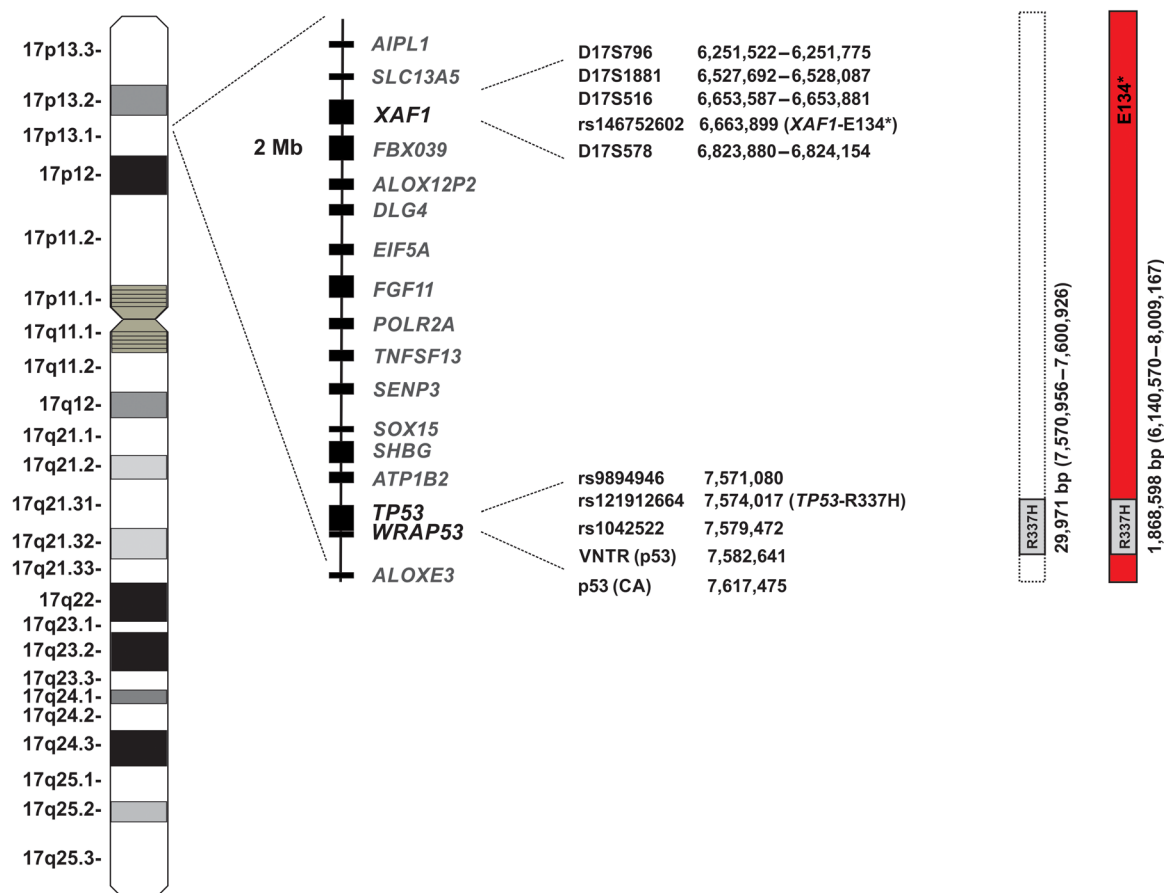 17p13.3-
17p13.2-
17p13.1-
17p12-
17p11.2-
17p11.1-
17q11.1-
17q11.2-
17q12-
17q21.1-
17q21.2-
17q21.31-
17q21.32-
17q21.33-
17q22-
17q23.1-
17q23.2-
17q23.3-
17q24.1-
17q24.2-
17q24.3-
17q25.1-
17q25.2-
17q25.3-
2 Mb
AIPL1
SLC13A5
XAF1
FBX039
ALOX12P2
DLG4
EIF5A
FGF11
POLR2A
TNFSF13
SENP3
SOX15
SHBG
ATP1B2
TP53
WRAP53
ALOXE3
D17S796 6,251,522–6,251,775
D17S1881 6,527,692–6,528,087
D17S516 6,653,587–6,653,881
rs146752602 6,663,899 (XAF1-E134*)
D17S578 6,823,880–6,824,154
rs9894946 7,571,080
rs121912664 7,574,017 (TP53-R337H)
rs1042522 7,579,472
VNTR (p53) 7,582,641
p53 (CA) 7,617,475
R337H
29,971 bp (7,570,956–7,600,926)
E134*
R337H
1,868,598 bp (6,140,570–8,009,167)